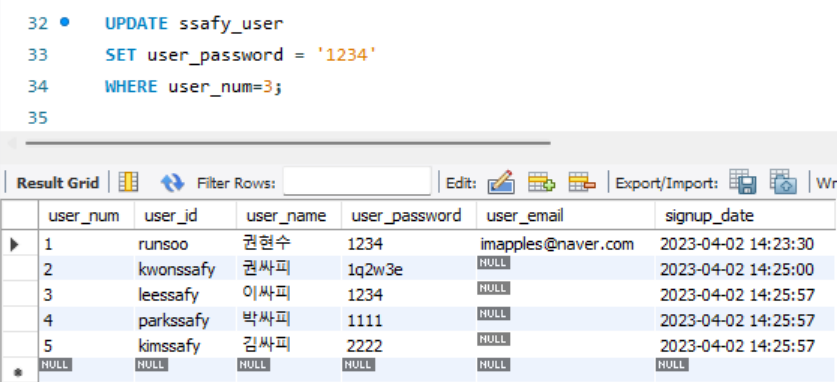 32 UPDATE ssafy_user
33 SET user_password = '1234'
34 WHERE user_num=3;
35
Result Grid Filter Rows: Edit: Export/Import: Wr
user_num user_id user_name user_password user_email signup_date
1 runsoo 권현수 1234 imapples@naver.com 2023-04-02 14:23:30
2 kwonssafy 권싸피 1q2w3e NULL 2023-04-02 14:25:00
3 leessafy 이싸피 1234 NULL 2023-04-02 14:25:57
4 parkssafy 박싸피 1111 NULL 2023-04-02 14:25:57
5 kimssafy 김싸피 2222 NULL 2023-04-02 14:25:57
NULL NULL NULL NULL NULL NULL